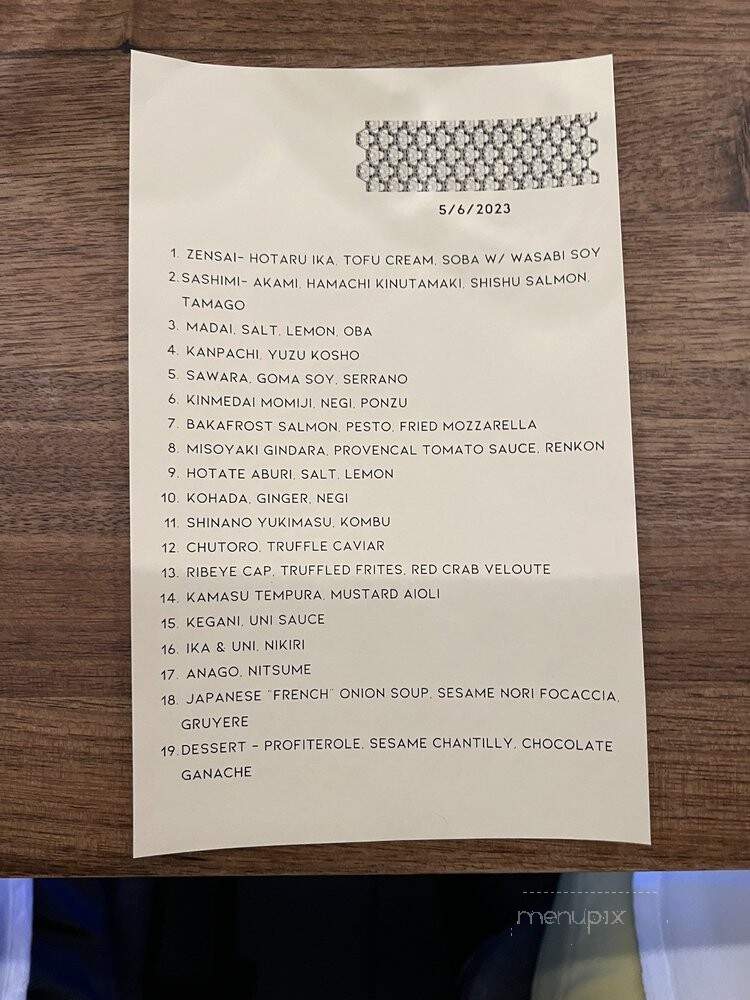 5/6/2023
1. ZENSAI- HOTARU IKA, TOFU CREAM, SOBA W/ WASABI SOY
2. SASHIMI- AKAMI, HAMACHI KINUTAMAKI, SHISHU SALMON,
TAMAGO
3. MADAI, SALT, LEMON, OBA
4. KANPACHI, YUZU KOSHO
5. SAWARA, GOMA SOY, SERRANO
6. KINMEDAI MOMIJI, NEGI, PONZU
7. BAKAFROST SALMON, PESTO, FRIED MOZZARELLA
8. MISOYAKI GINDARA, PROVENCAL TOMATO SAUCE, RENKON
9. HOTATE ABURI, SALT, LEMON
10. KOHADA, GINGER, NEGI
11. SHINANO YUKIMASU, KOMBU
12. CHUTORO, TRUFFLE CAVIAR
13. RIBEYE CAP, TRUFFLED FRITES, RED CRAB VELOUTE
14. KAMASU TEMPURA, MUSTARD AIOLI
15. KEGANI, UNI SAUCE
16. IKA & UNI, NIKIRI
17. ANAGO, NITSUME
18. JAPANESE "FRENCH" ONION SOUP, SESAME NORI FOCACCIA,
GRUYERE
19. DESSERT - PROFITEROLE, SESAME CHANTILLY, CHOCOLATE
GANACHE
menupix